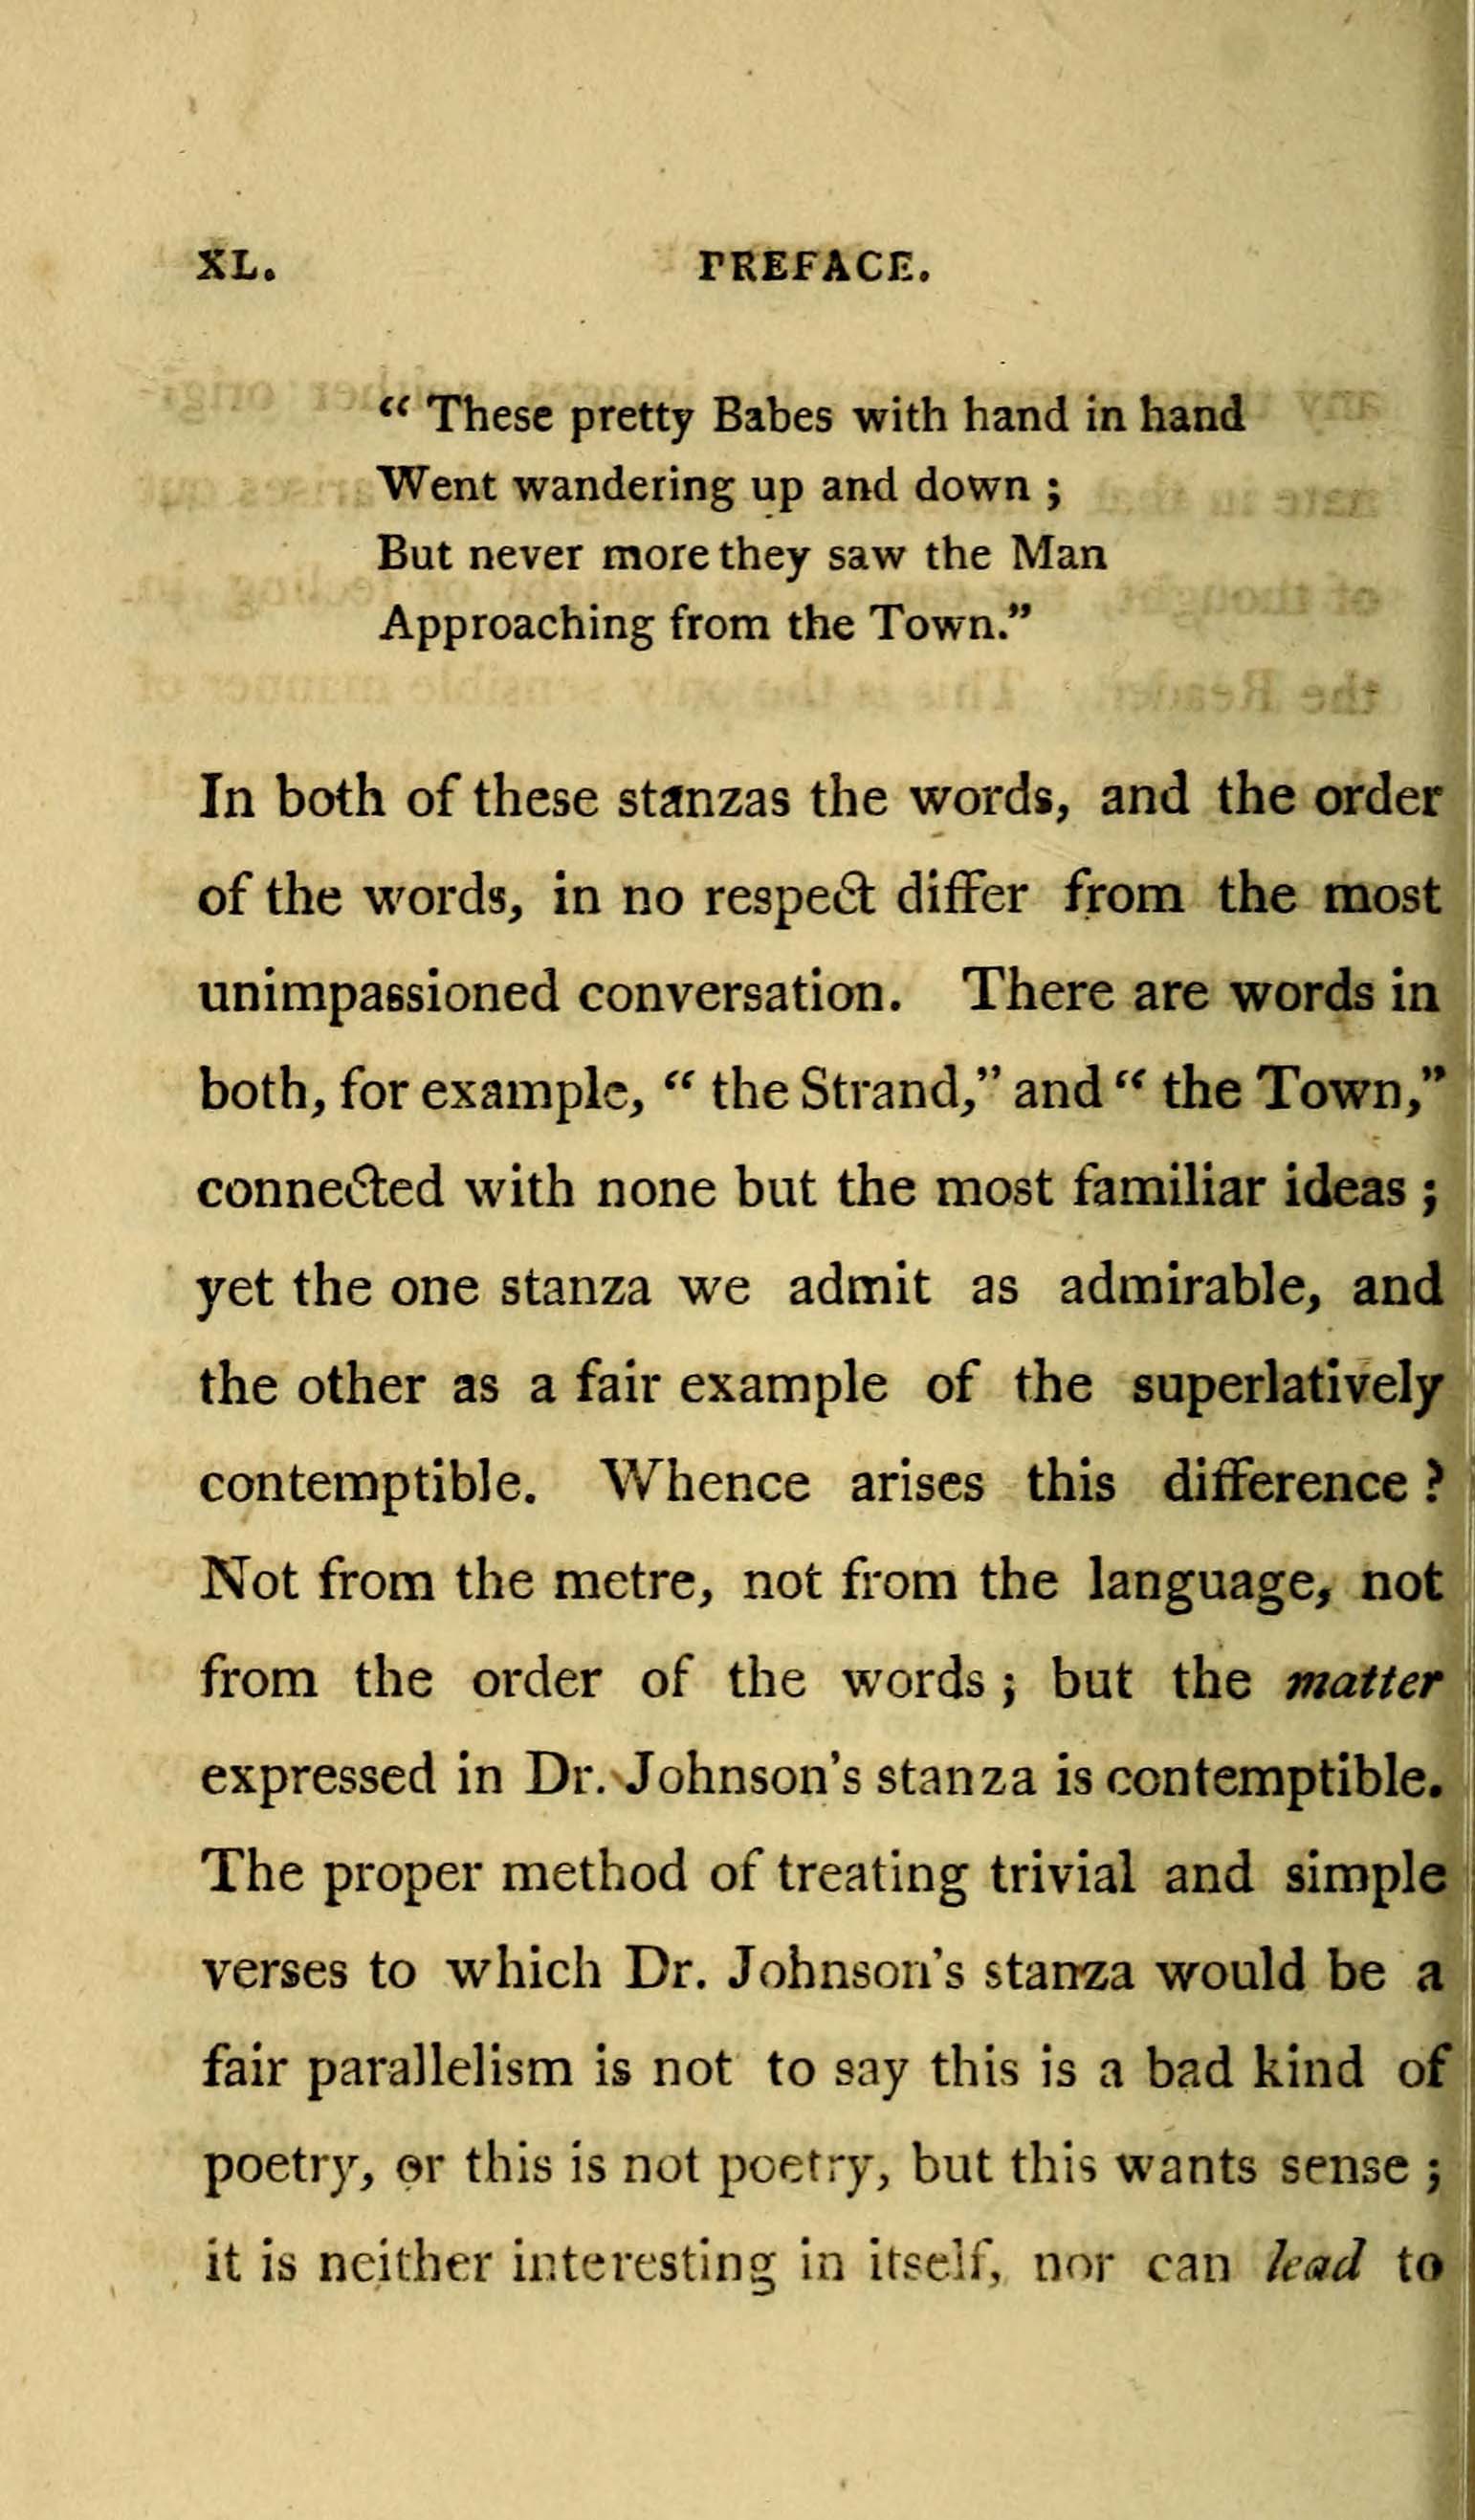 XL. PREFACE.
“ These pretty Babes with hand in hand
Went wandering up and down ;
But never more they saw the Man
Approaching from the Town.”
In both of these stanzas the words, and the order
of the words, in no respect differ from the most
unimpassioned conversation. There are words in
both, for example, “ the Strand,” and “ the Town,”
connected with none but the most familiar ideas ;
yet the one stanza we admit as admirable, and
the other as a fair example of the superlatively
contemptible. Whence arises this difference ?
Not from the metre, not from the language, not
from the order of the words ; but the matter
expressed in Dr. Johnson's stanza is contemptible.
The proper method of treating trivial and simple
verses to which Dr. Johnson's stanza would be a
fair parallelism is not to say this is a bad kind of
poetry, or this is not poetry, but this wants sense ;
it is neither interesting in itself, nor can lead to